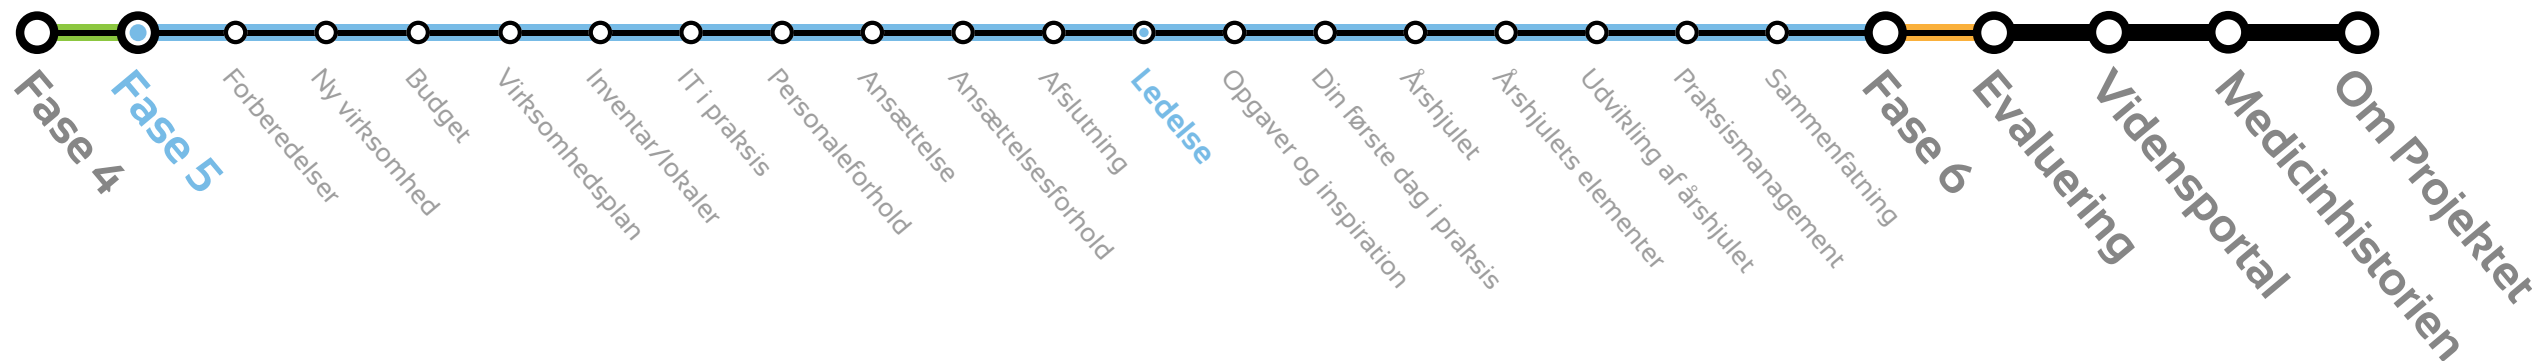 Fase 4
Fase 5
Forberedelser
Ny virksomhed
Budget
Virksomhedsplan
Inventar/lokaler
IT i praksis
Personaleforhold
Ansættelse
Ansættelsesforhold
Afslutning
Ledelse
Opgaver og inspiration
Din første dag i praksis
Årshjulet
Årshjulets elementer
Udvikling af årshjulet
Praksismanagement
Sammenfatning
Fase 6
Evaluering
Vidensportal
Medicinhistorien
Om Projektet